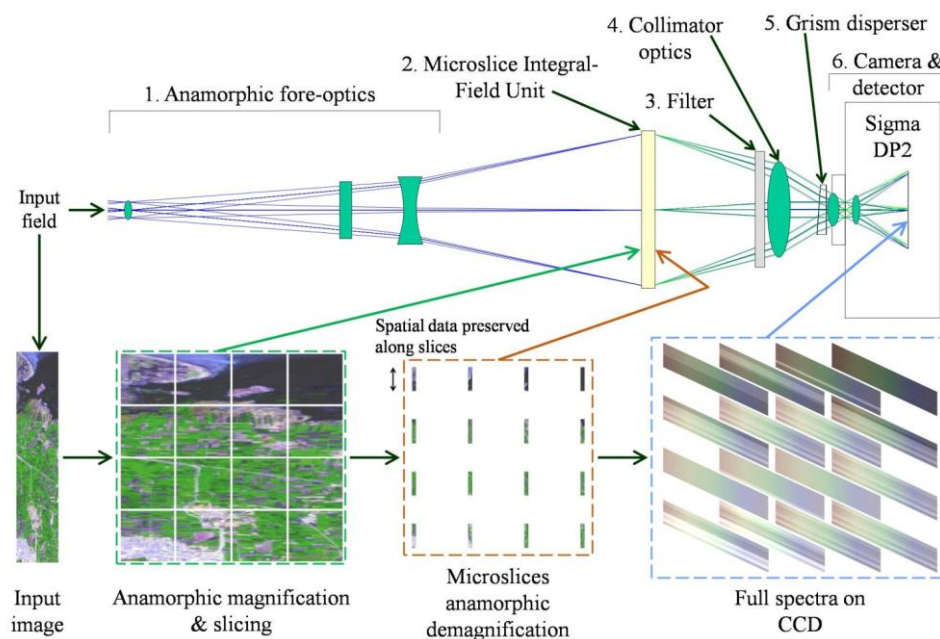 4. Collimator
optics
5. Grism disperser
2. Microslice Integral-
Field Unit
6. Camera &
detector
1. Anamorphic fore-optics
3. Filter
Sigma
DP2
Input
field
Spatial data preserved
along slices
Input
image
Anamorphic magnification
& slicing
Microslices
anamorphic
demagnification
Full spectra on
CCD